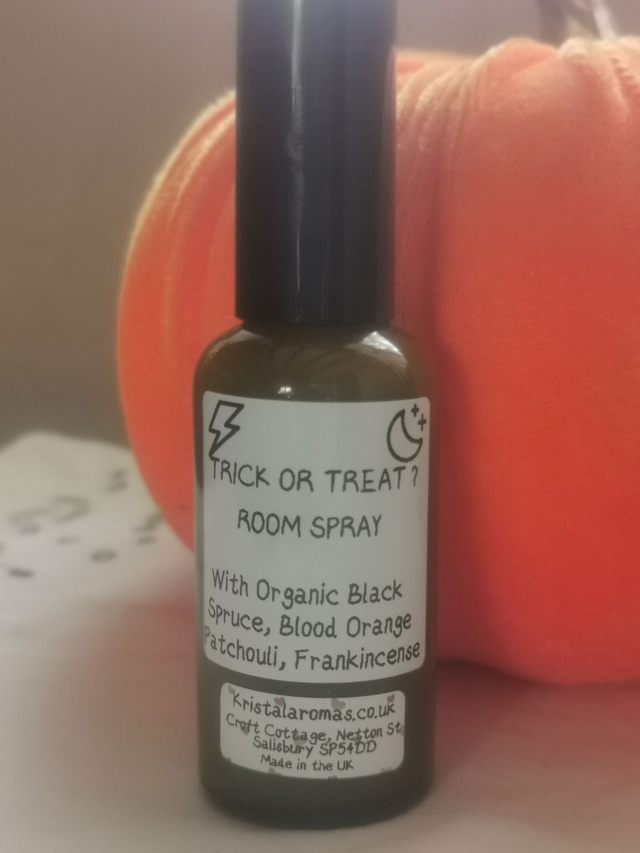 TRICK OR TREAT ?
ROOM SPRAY
With Organic Black
Spruce, Blood Orange
Patchouli, Frankincense
Kristalaromas.co.uk
Croft Cottage, Netton St
Salisbury SP54DD
Made in the UK